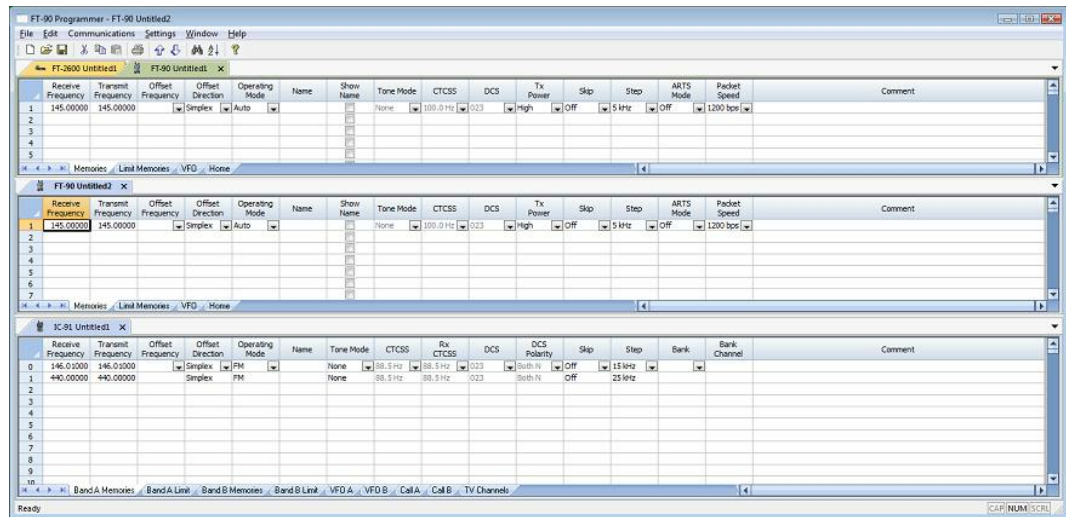 FT-90 Programmer - FT-90 Untitled2
File Edit Communications Settings Window Help
FT-2600 Untitled1 FT-90 Untitled1 X
Receive Frequency Transmit Frequency Offset Frequency Offset Direction Operating Mode Name Show Name Tone Mode CTCSS DCS Tx Power Skip Step ARTS Mode Packet Speed Comment
1 145.00000 145.00000 Simplex Auto None 100.0 Hz 023 High Off 5 kHz Off 1200 bps
2
3
4
5
Memories Limit Memories VFO Home
FT-90 Untitled2 X
Receive Frequency Transmit Frequency Offset Frequency Offset Direction Operating Mode Name Show Name Tone Mode CTCSS DCS Tx Power Skip Step ARTS Mode Packet Speed Comment
1 145.00000 145.00000 Simplex Auto None 100.0 Hz 023 High Off 5 kHz Off 1200 bps
2
3
4
5
6
7
Memories Limit Memories VFO Home
IC-91 Untitled1 X
Receive Frequency Transmit Frequency Offset Frequency Offset Direction Operating Mode Name Tone Mode CTCSS Rx CTCSS DCS DCS Polarity Skip Step Bank Bank Channel Comment
0 146.01000 146.01000 Simplex FM None 88.5 Hz 88.5 Hz 023 Both N Off 15 kHz
1 440.00000 440.00000 Simplex FM None 88.5 Hz 88.5 Hz 023 Both N Off 25 kHz
2
3
4
5
6
7
8
9
10
Band A Memories Band A Limit Band B Memories Band B Limit VFO A VFO B Call A Call B TV Channels
Ready CAP NUM SCRL